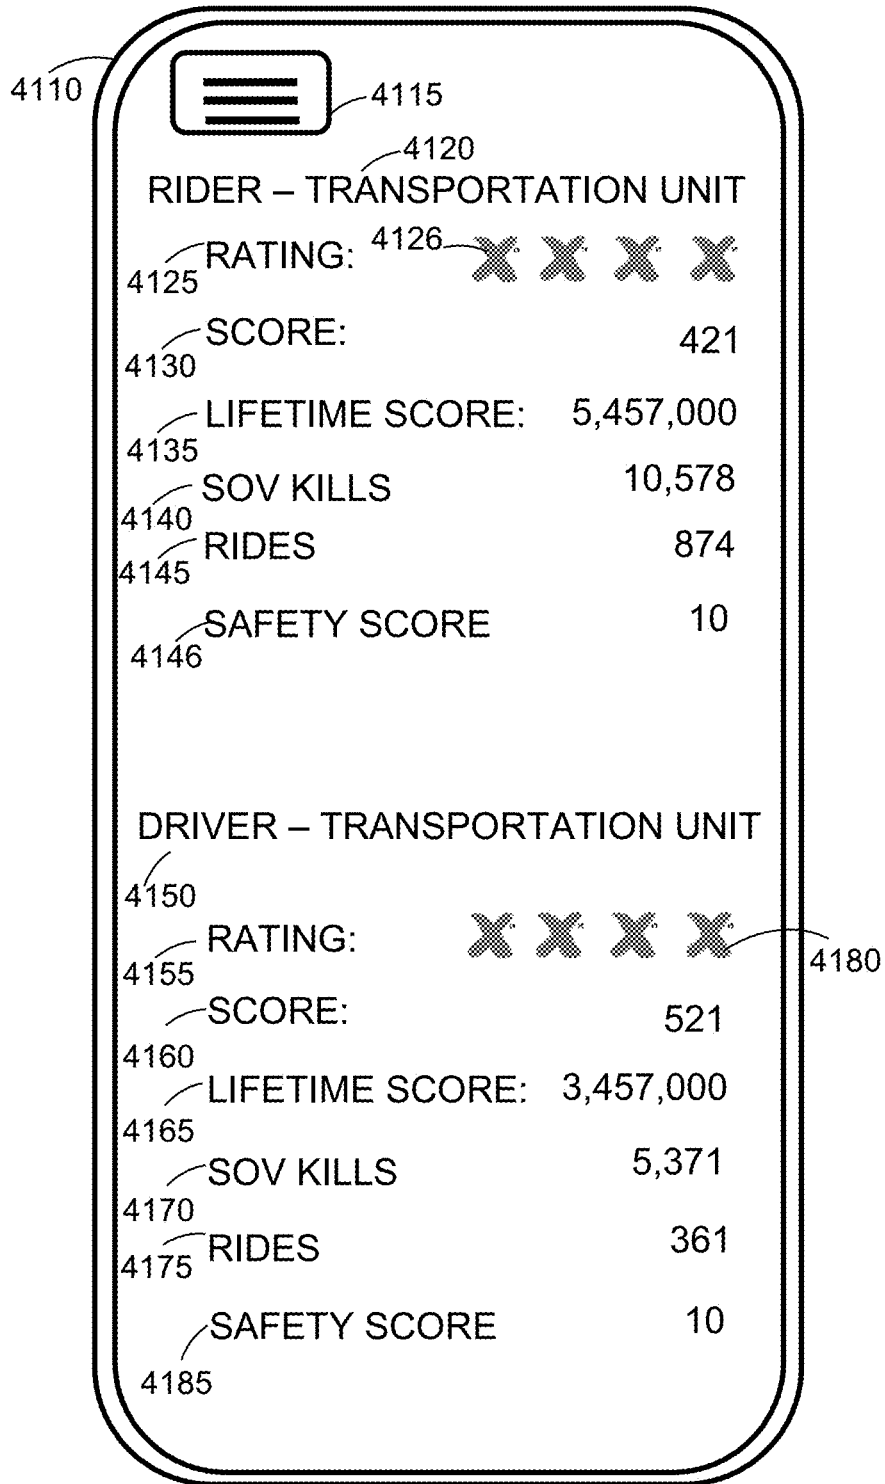 4110
4115
4120
RIDER – TRANSPORTATION UNIT
4125 RATING: 4126
4130 SCORE: 421
4135 LIFETIME SCORE: 5,457,000
4140 SOV KILLS 10,578
4145 RIDES 874
4146 SAFETY SCORE 10
DRIVER – TRANSPORTATION UNIT
4150
4155 RATING: 4180
4160 SCORE: 521
4165 LIFETIME SCORE: 3,457,000
4170 SOV KILLS 5,371
4175 RIDES 361
4185 SAFETY SCORE 10